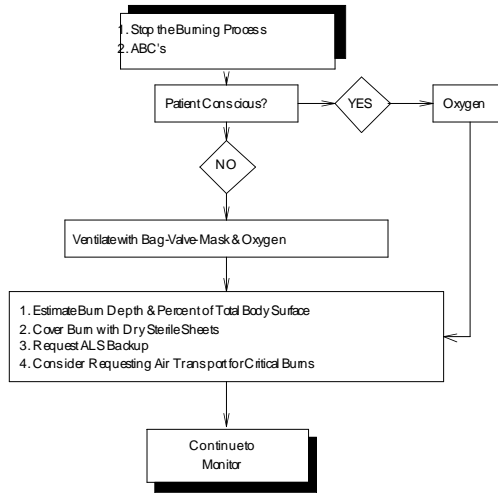 1. Stop the Burning Process
2. ABC's
Patient Conscious?
YES
Oxygen
NO
Ventilate with Bag-Valve-Mask & Oxygen
1. Estimate Burn Depth & Percent of Total Body Surface
2. Cover Burn with Dry Sterile Sheets
3. Request ALS Backup
4. Consider Requesting Air Transport for Critical Burns
Continue to
Monitor